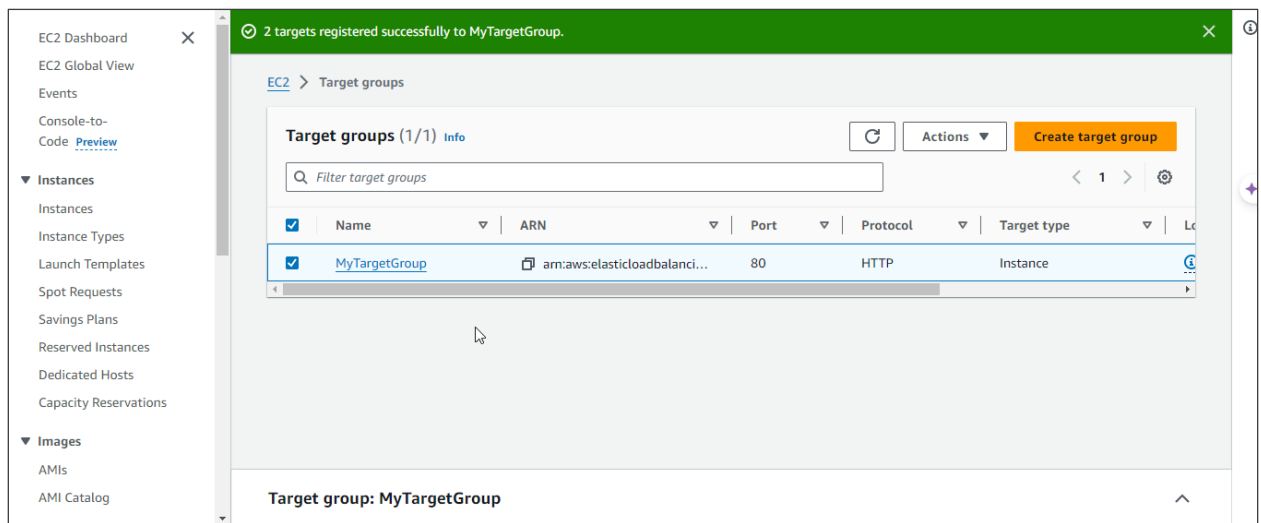 EC2 Dashboard
EC2 Global View
Events
Console-to-
Code Preview
Instances
Instances
Instance Types
Launch Templates
Spot Requests
Savings Plans
Reserved Instances
Dedicated Hosts
Capacity Reservations
Images
AMIs
AMI Catalog
2 targets registered successfully to MyTargetGroup.
EC2 > Target groups
Target groups (1/1) Info
Actions
Create target group
Filter target groups
1
Name ARN Port Protocol Target type Lo
MyTargetGroup arn:aws:elasticloadbalanci... 80 HTTP Instance
Target group: MyTargetGroup